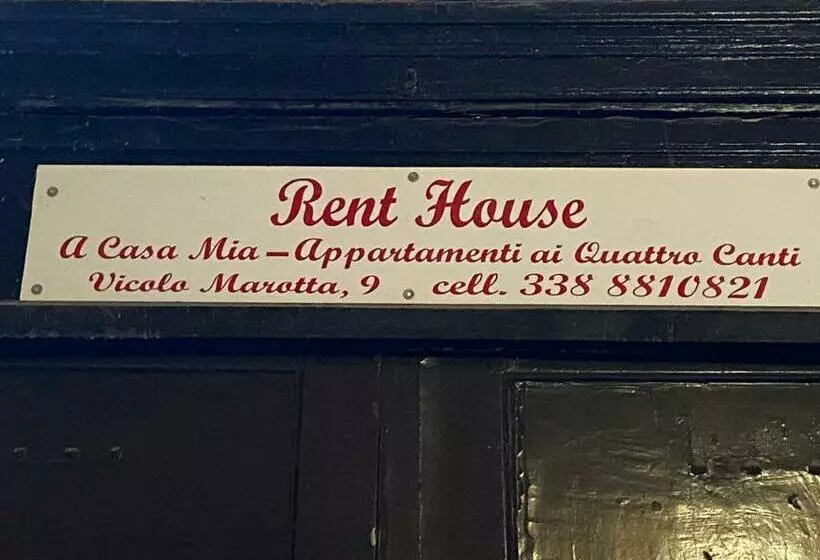 Rent House
A Casa Mia - Appartamenti ai Quattro Canti
Vicolo Marotta, 9 cell. 338 8810821